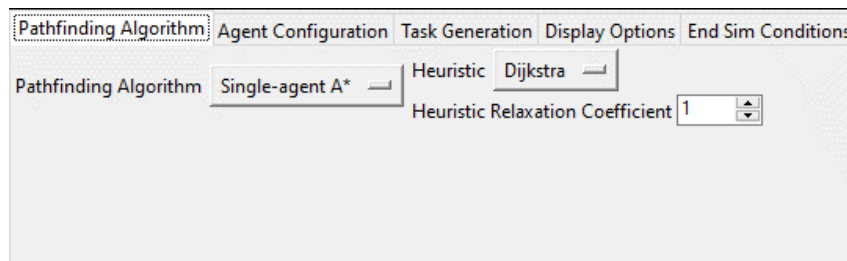 Pathfinding Algorithm Agent Configuration Task Generation Display Options End Sim Conditions
Pathfinding Algorithm Single-agent A* Heuristic Dijkstra
Heuristic Relaxation Coefficient 1